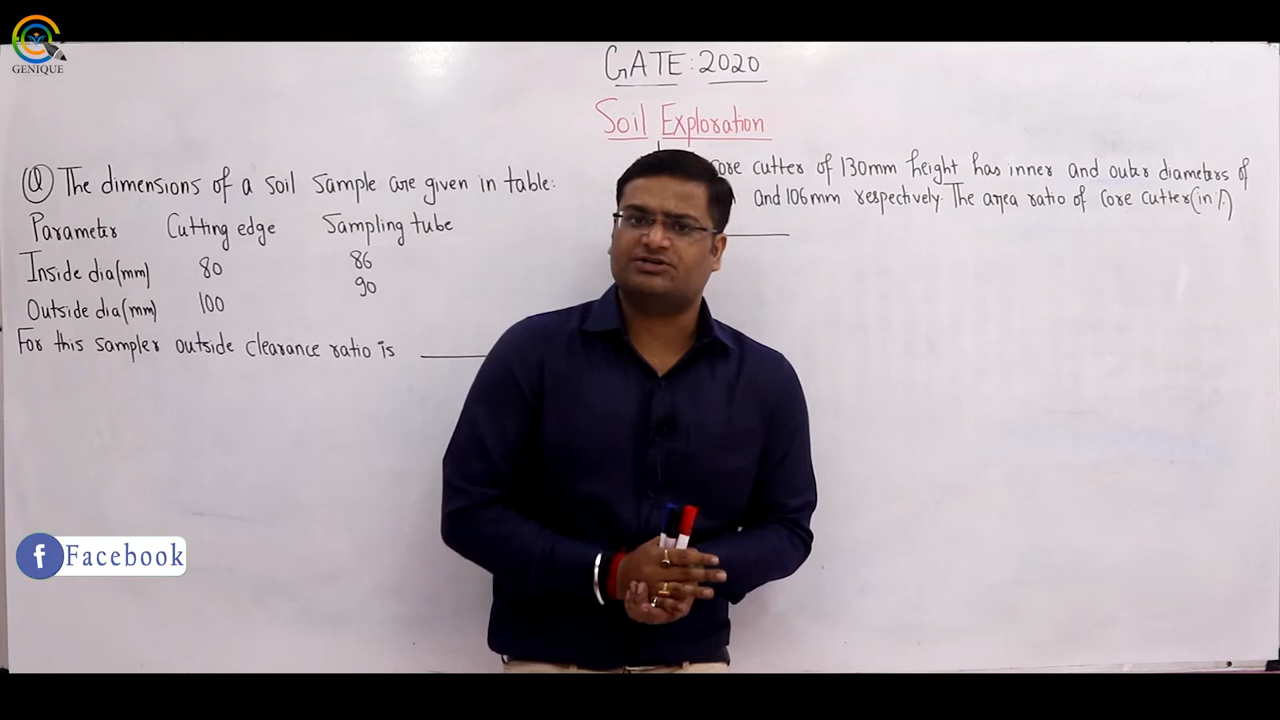 GENIQUE
GATE: 2020
Soil Exploration
Q The dimensions of a soil sample are given in table:
Parameter Cutting edge Sampling tube
Inside dia(mm) 80 86
Outside dia(mm) 100 90
For this sampler outside clearance ratio is
core cutter of 130mm height has inner and outer diameters of
and 106mm respectively. The area ratio of core cutter(in %)
f Facebook